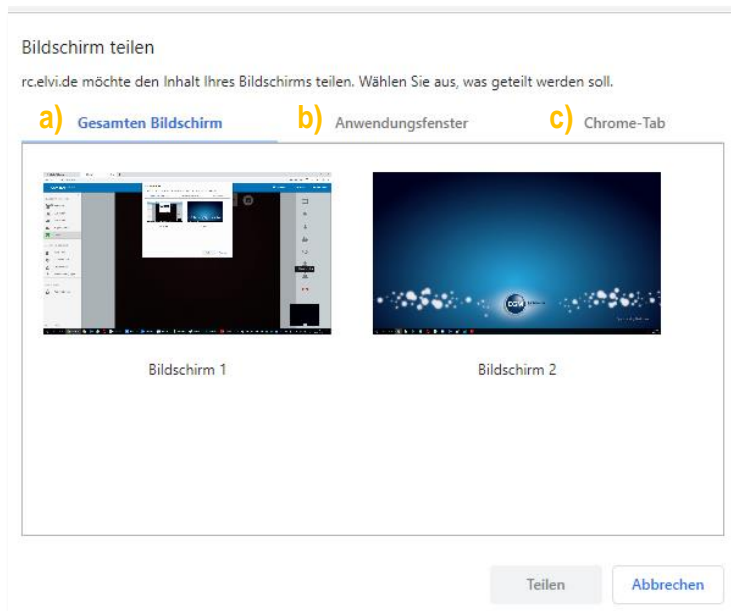 Bildschirm teilen
rc.elvi.de möchte den Inhalt Ihres Bildschirms teilen. Wählen Sie aus, was geteilt werden soll.
a) Gesamten Bildschirm b) Anwendungsfenster c) Chrome-Tab
CGM
Bildschirm 1 Bildschirm 2
Teilen Abbrechen